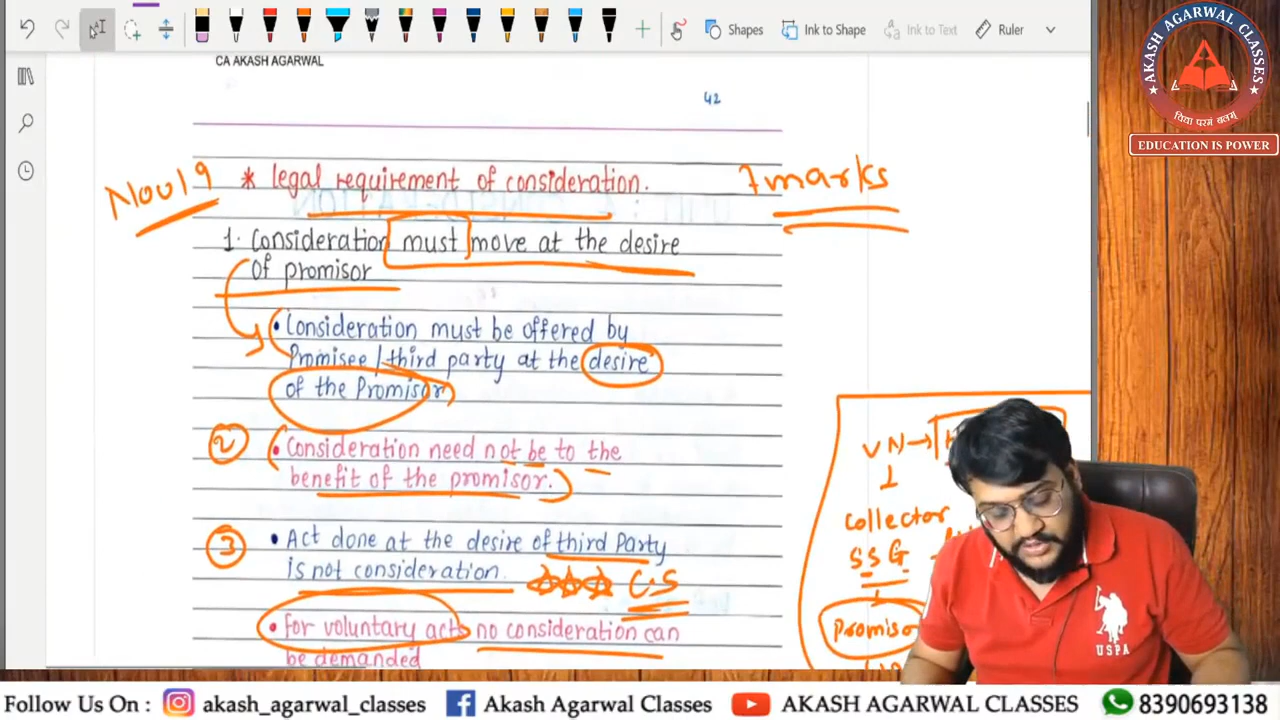 Shapes
Ink to Shape
Ink to Text
Ruler
CA AKASH AGARWAL
42
Nov19
* legal requirement of consideration.
7marks
1. Consideration must move at the desire
of promisor
• Consideration must be offered by
Promisee / third party at the desire
of the Promisor
2
• Consideration need not be to the
benefit of the promisor.
3
• Act done at the desire of third Party
is not consideration.
C.S
• For voluntary acts no consideration can
be demanded
VN→
collector
SSG
promisor
AKASH AGARWAL CLASSES
विद्या परमं बलम्
EDUCATION IS POWER
USPA
Follow Us On :
akash_agarwal_classes
Akash Agarwal Classes
AKASH AGARWAL CLASSES
8390693138